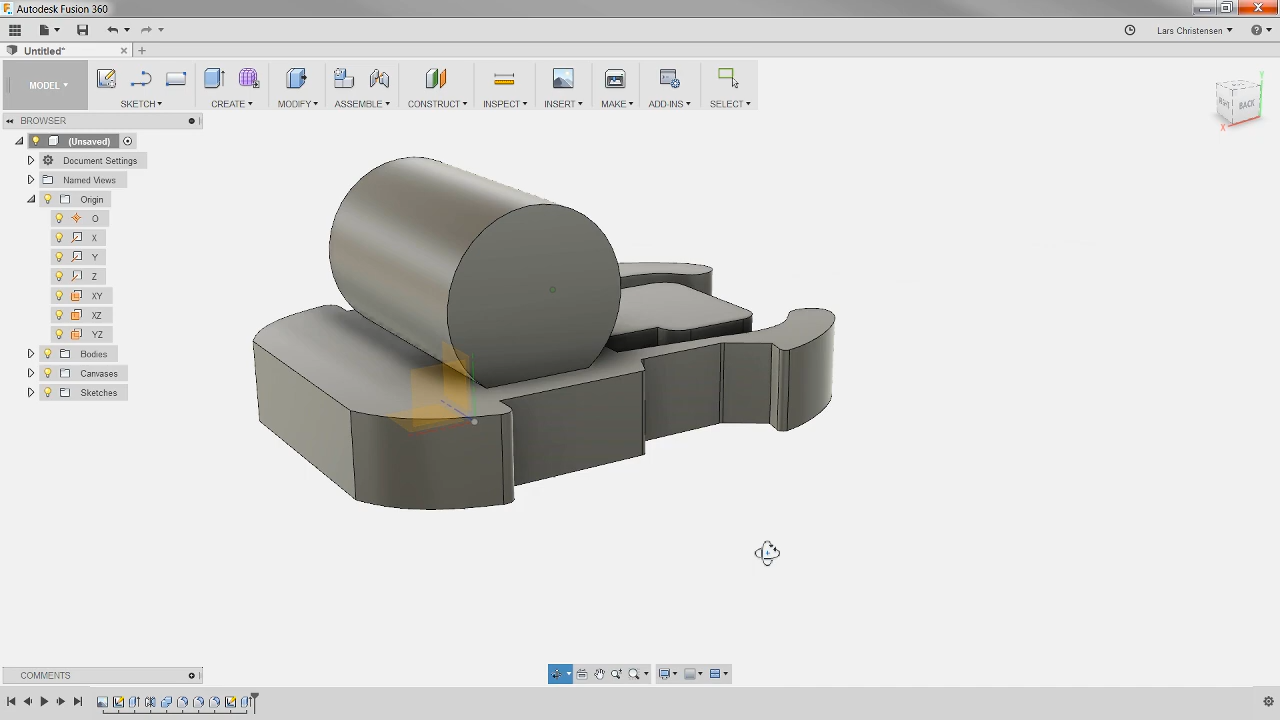 Autodesk Fusion 360
Untitled*
Lars Christensen
MODEL
SKETCH
CREATE
MODIFY
ASSEMBLE
CONSTRUCT
INSPECT
INSERT
MAKE
ADD-INS
SELECT
BACK
Y
X
BROWSER
(Unsaved)
Document Settings
Named Views
Origin
O
X
Y
Z
XY
XZ
YZ
Bodies
Canvases
Sketches
COMMENTS